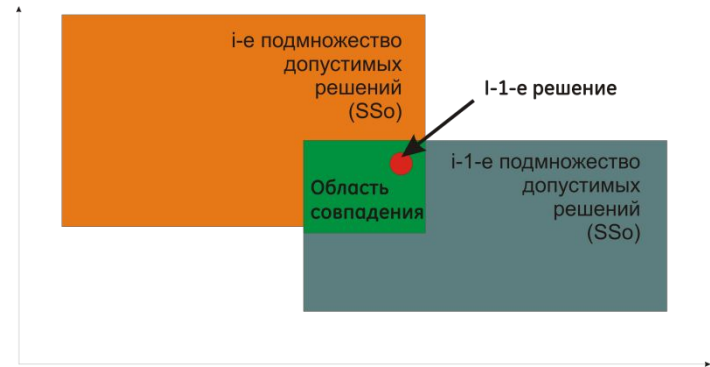 i-е подмножество
допустимых
решений
(SSo)
I-1-е решение
i-1-е подмножество
допустимых
решений
(SSo)
Область
совпадения